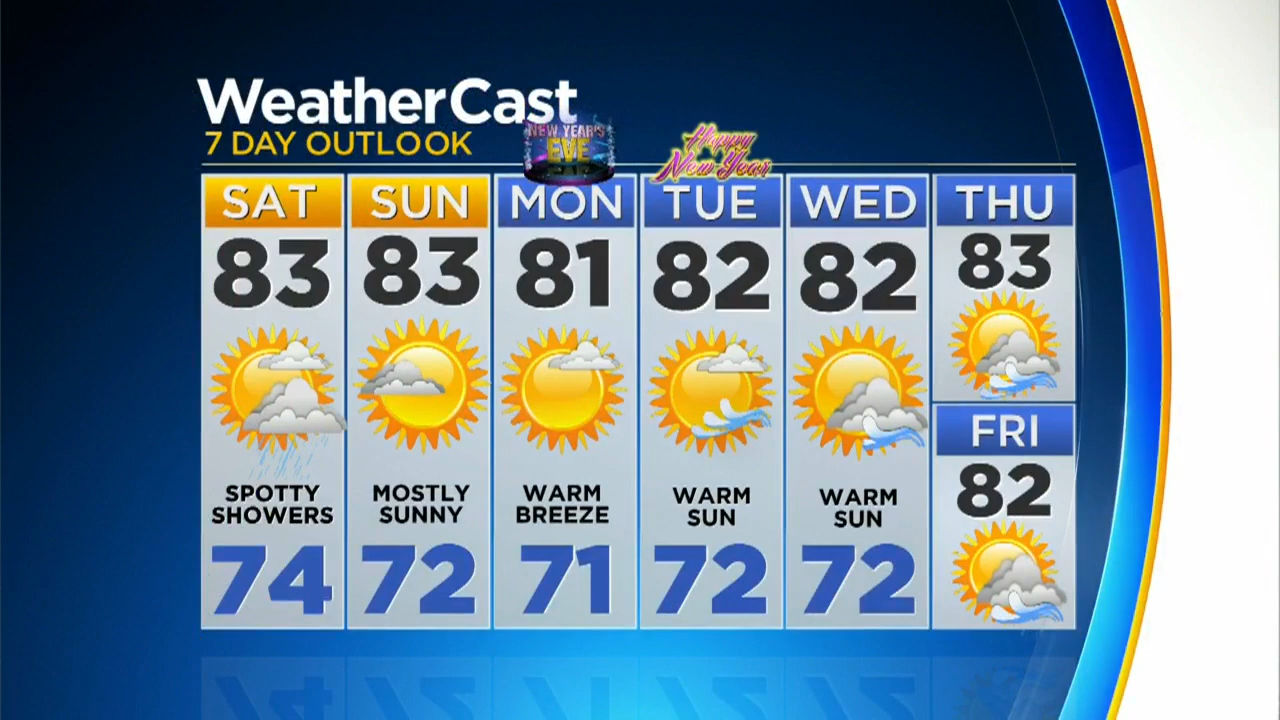 WeatherCast
7 DAY OUTLOOK
NEW YEAR'S
EVE
Happy
New Year
SAT
83
SPOTTY
SHOWERS
74
SUN
83
MOSTLY
SUNNY
72
MON
81
WARM
BREEZE
71
TUE
82
WARM
SUN
72
WED
82
WARM
SUN
72
THU
83
FRI
82